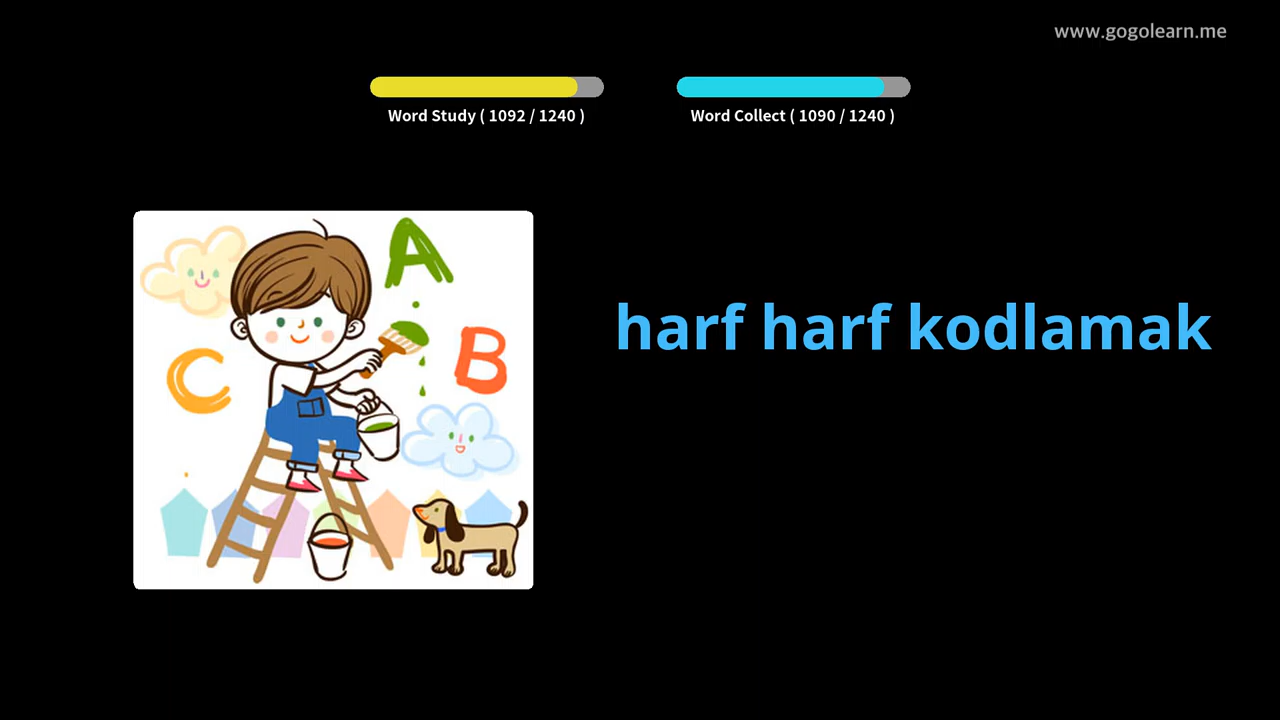 www.gogolearn.me
Word Study ( 1092 / 1240 )
Word Collect ( 1090 / 1240 )
A
B
C
harf harf kodlamak